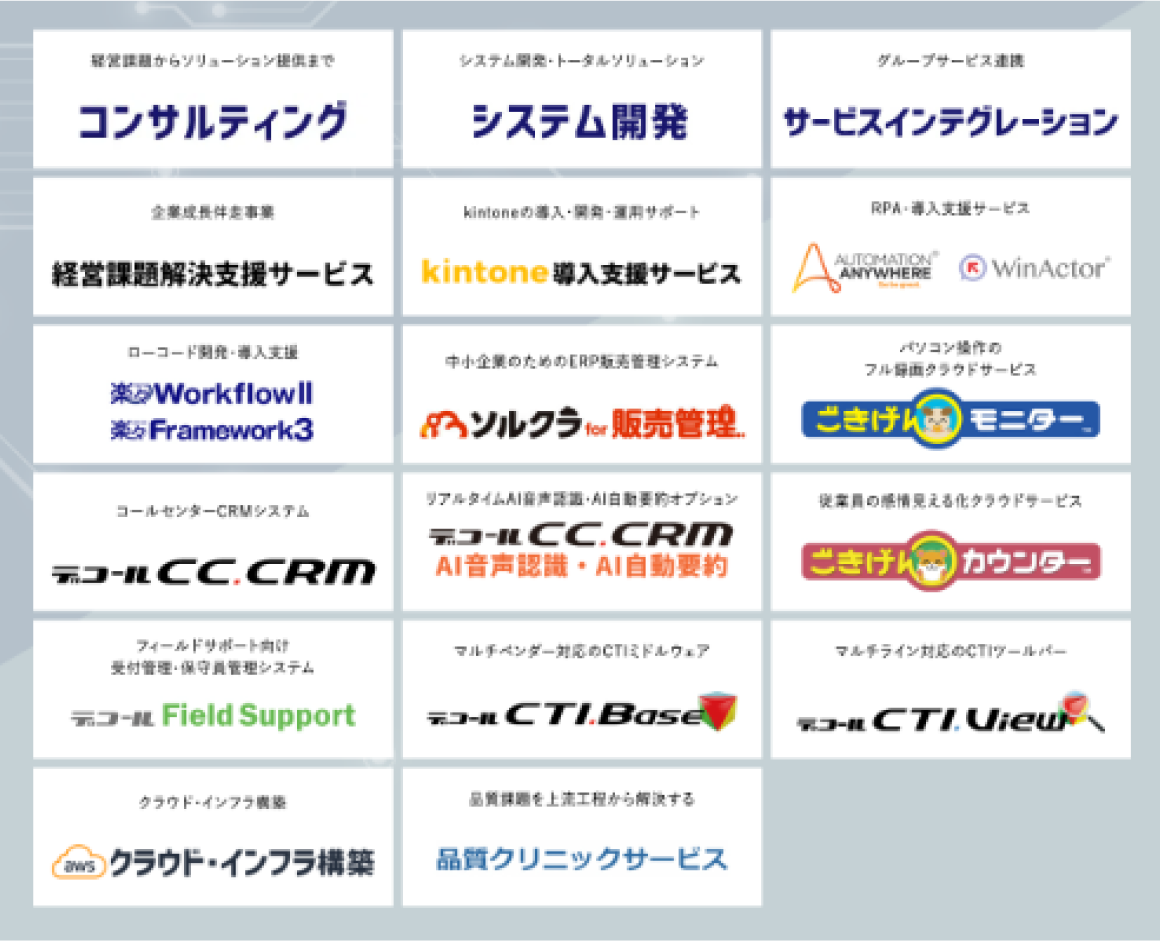 経営課題からソリューション提供まで
コンサルティング
システム開発・トータルソリューション
システム開発
グループサービス連携
サービスインテグレーション
企業成長伴走事業
経営課題解決支援サービス
kintoneの導入・開発・運用サポート
kintone導入支援サービス
RPA・導入支援サービス
AUTOMATION
ANYWHERE
WinActor®
ローコード開発・導入支援
楽々WorkflowII
楽々Framework3
中小企業のためのERP販売管理システム
ソルクラ for 販売管理
パソコン操作の
フル録画クラウドサービス
ごきげんモニター
コールセンターCRMシステム
デコールCC.CRM
リアルタイムAI音声認識・AI自動要約オプション
デコールCC.CRM
AI音声認識・AI自動要約
従業員の感情見える化クラウドサービス
ごきげんカウンター
フィールドサポート向け
受付管理・保守員管理システム
デコール Field Support
マルチベンダー対応のCTIミドルウェア
デコールCTI.Base
マルチライン対応のCTIツールバー
デコールCTI.View
クラウド・インフラ構築
aws クラウド・インフラ構築
品質課題を上流工程から解決する
品質クリニックサービス